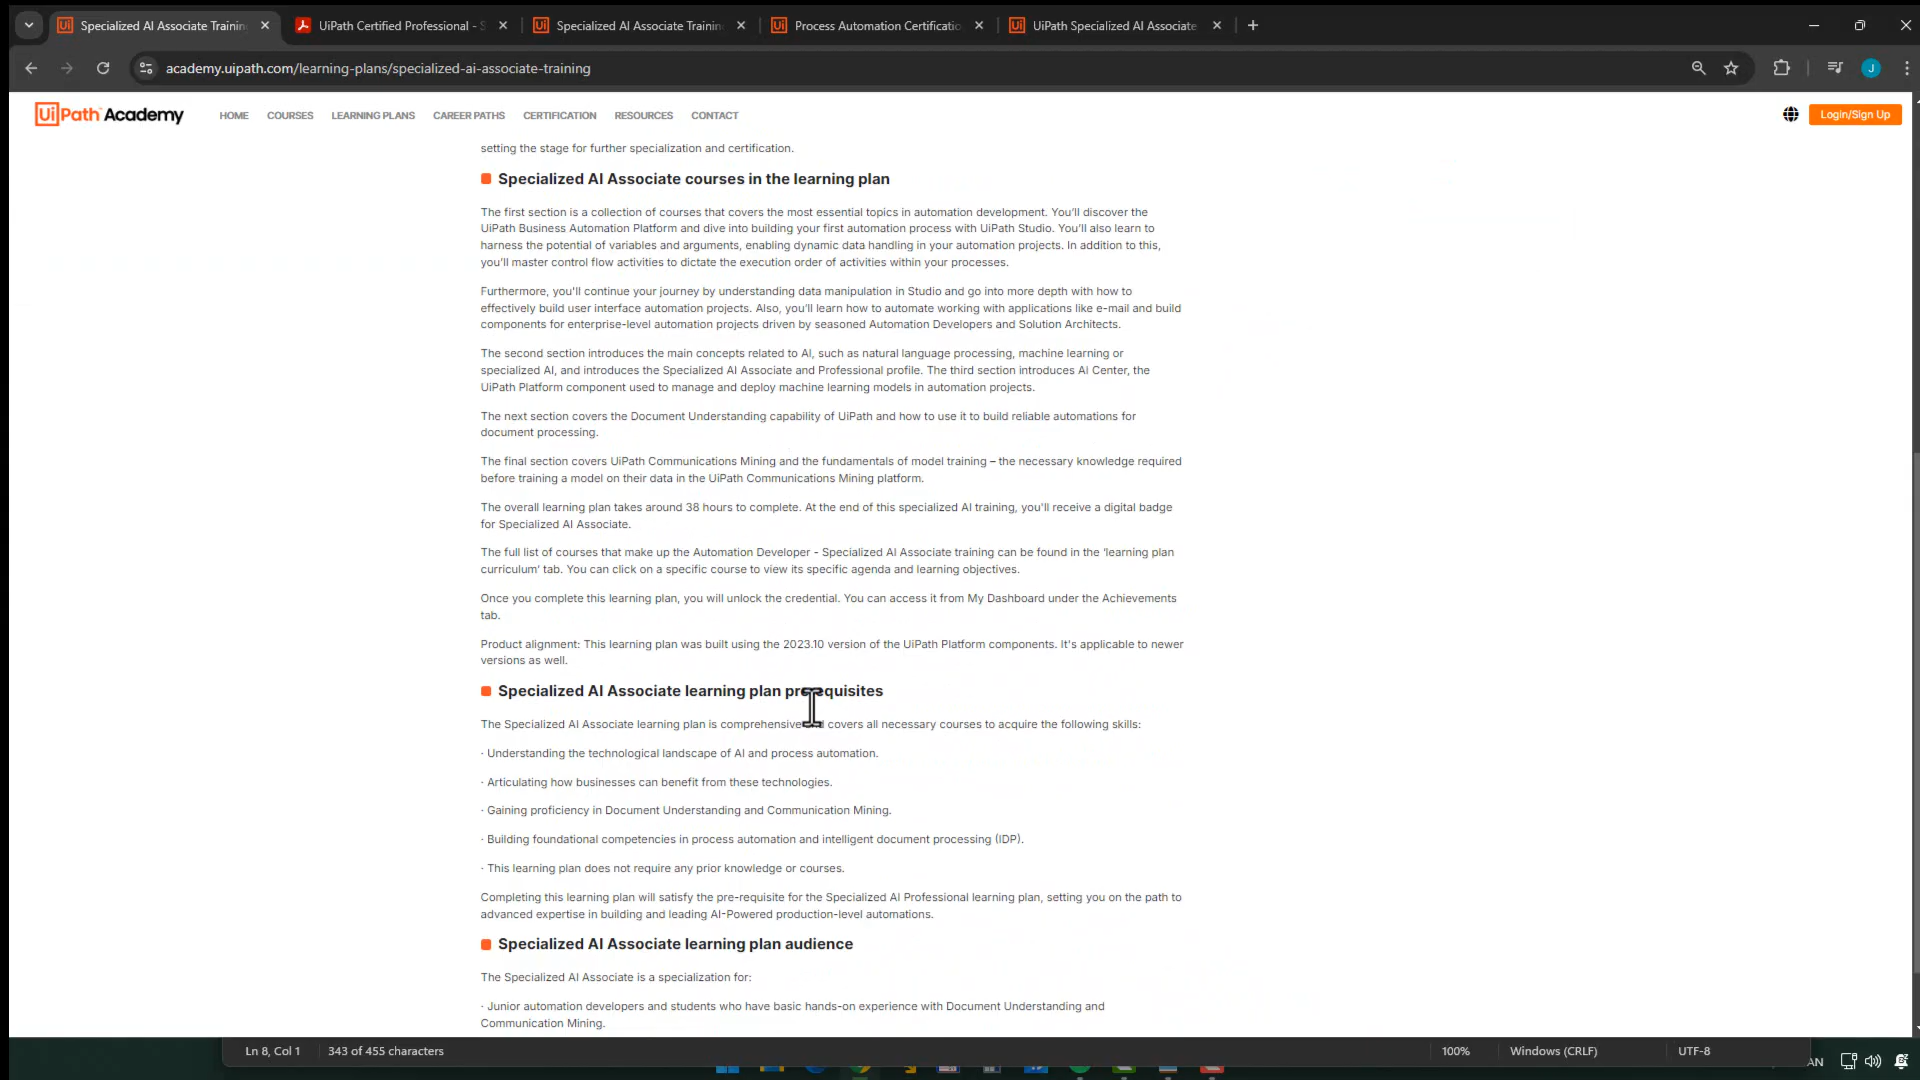 Specialized AI Associate Trainin
UiPath Certified Professional - S
Specialized AI Associate Trainin
Process Automation Certificatio
UiPath Specialized AI Associate
academy.uipath.com/learning-plans/specialized-ai-associate-training
J
UiPath Academy
HOME COURSES LEARNING PLANS CAREER PATHS CERTIFICATION RESOURCES CONTACT
Login/Sign Up
setting the stage for further specialization and certification.
Specialized AI Associate courses in the learning plan
The first section is a collection of courses that covers the most essential topics in automation development. You'll discover the
UiPath Business Automation Platform and dive into building your first automation process with UiPath Studio. You'll also learn to
harness the potential of variables and arguments, enabling dynamic data handling in your automation projects. In addition to this,
you'll master control flow activities to dictate the execution order of activities within your processes.
Furthermore, you'll continue your journey by understanding data manipulation in Studio and go into more depth with how to
effectively build user interface automation projects. Also, you'll learn how to automate working with applications like e-mail and build
components for enterprise-level automation projects driven by seasoned Automation Developers and Solution Architects.
The second section introduces the main concepts related to AI, such as natural language processing, machine learning or
specialized AI, and introduces the Specialized AI Associate and Professional profile. The third section introduces AI Center, the
UiPath Platform component used to manage and deploy machine learning models in automation projects.
The next section covers the Document Understanding capability of UiPath and how to use it to build reliable automations for
document processing.
The final section covers UiPath Communications Mining and the fundamentals of model training – the necessary knowledge required
before training a model on their data in the UiPath Communications Mining platform.
The overall learning plan takes around 38 hours to complete. At the end of this specialized AI training, you'll receive a digital badge
for Specialized AI Associate.
The full list of courses that make up the Automation Developer - Specialized AI Associate training can be found in the 'learning plan
curriculum' tab. You can click on a specific course to view its specific agenda and learning objectives.
Once you complete this learning plan, you will unlock the credential. You can access it from My Dashboard under the Achievements
tab.
Product alignment: This learning plan was built using the 2023.10 version of the UiPath Platform components. It's applicable to newer
versions as well.
Specialized AI Associate learning plan prerequisites
The Specialized AI Associate learning plan is comprehensive and covers all necessary courses to acquire the following skills:
· Understanding the technological landscape of AI and process automation.
· Articulating how businesses can benefit from these technologies.
· Gaining proficiency in Document Understanding and Communication Mining.
· Building foundational competencies in process automation and intelligent document processing (IDP).
· This learning plan does not require any prior knowledge or courses.
Completing this learning plan will satisfy the pre-requisite for the Specialized AI Professional learning plan, setting you on the path to
advanced expertise in building and leading AI-Powered production-level automations.
Specialized AI Associate learning plan audience
The Specialized AI Associate is a specialization for:
· Junior automation developers and students who have basic hands-on experience with Document Understanding and
Communication Mining.
Ln 8, Col 1 343 of 455 characters 100% Windows (CRLF) UTF-8
AN